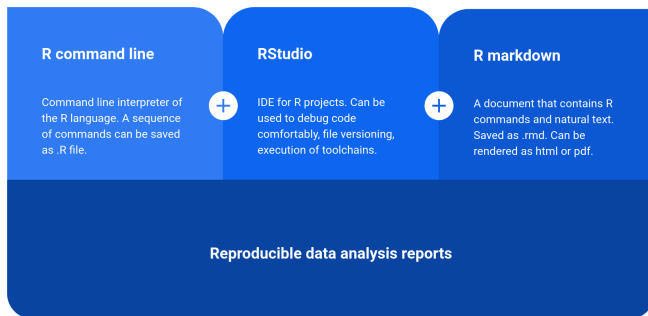 R command line
Command line interpreter of
the R language. A sequence
of commands can be saved
as .R file.
RStudio
IDE for R projects. Can be
used to debug code
comfortably, file versioning,
execution of toolchains.
R markdown
A document that contains R
commands and natural text.
Saved as .rmd. Can be
rendered as html or pdf.
Reproducible data analysis reports